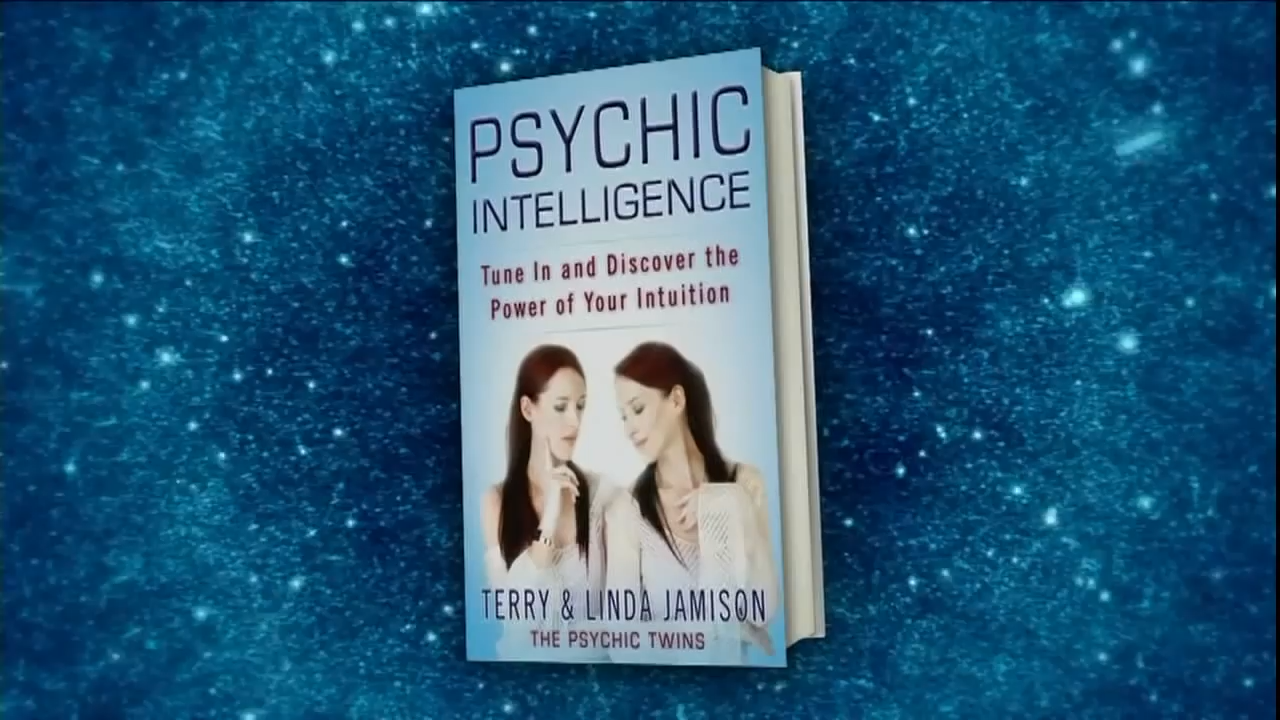 PSYCHIC
INTELLIGENCE
Tune In and Discover the
Power of Your Intuition
TERRY & LINDA JAMISON
THE PSYCHIC TWINS